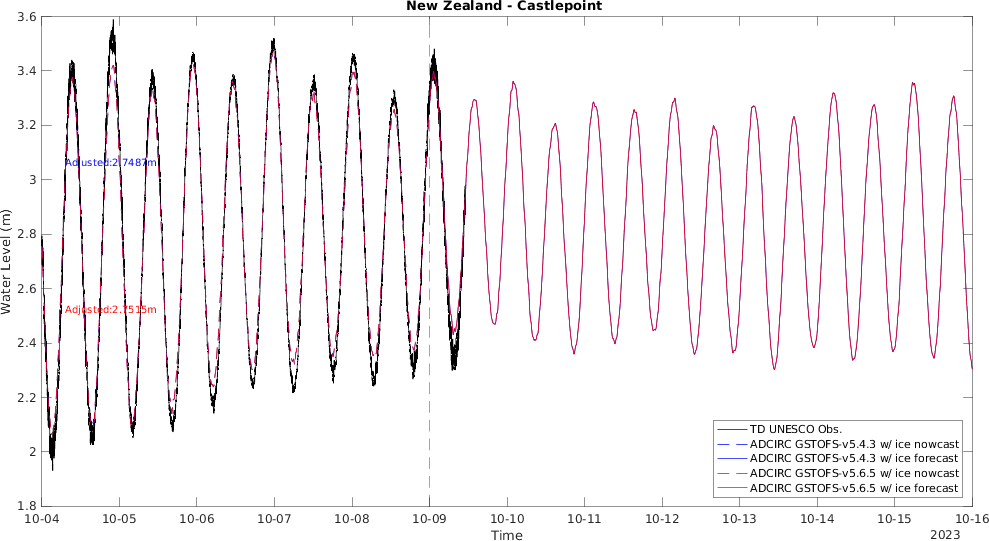 New Zealand - Castlepoint
3.6
3.4
3.2
3
2.8
2.6
2.4
2.2
2
1.8
Water Level (m)
Adjusted:2.7487m
Adjusted:2.7515m
TD UNESCO Obs.
ADCIRC GSTOFS-v5.4.3 w/ ice nowcast
ADCIRC GSTOFS-v5.4.3 w/ ice forecast
ADCIRC GSTOFS-v5.6.5 w/ ice nowcast
ADCIRC GSTOFS-v5.6.5 w/ ice forecast
10-04 10-05 10-06 10-07 10-08 10-09 10-10 10-11 10-12 10-13 10-14 10-15 10-16
Time
2023